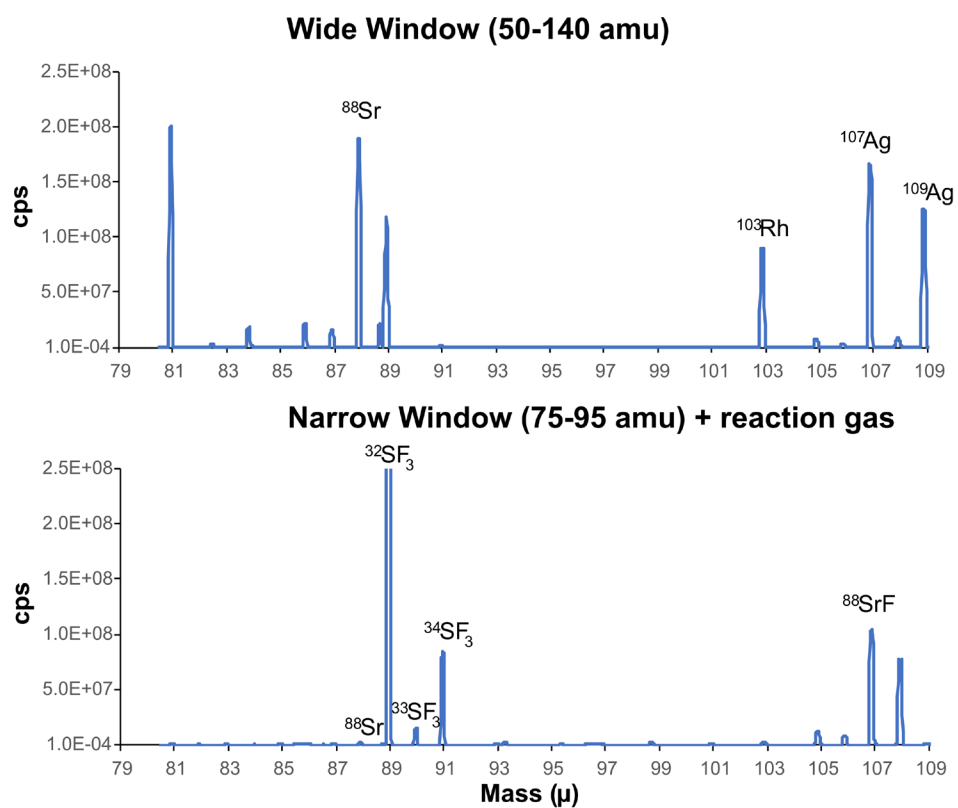 Wide Window (50-140 amu)
2.5E+08
⁸⁸Sr
2.0E+08
¹⁰⁷Ag
1.5E+08
¹⁰⁹Ag
cps
1.0E+08
¹⁰³Rh
5.0E+07
1.0E-04
79 81 83 85 87 89 91 93 95 97 99 101 103 105 107 109
Narrow Window (75-95 amu) + reaction gas
³²SF₃
2.5E+08
2.0E+08
1.5E+08
cps
⁸⁸SrF
1.0E+08
³⁴SF₃
5.0E+07
³³SF₃
⁸⁸Sr
1.0E-04
79 81 83 85 87 89 91 93 95 97 99 101 103 105 107 109
Mass (µ)